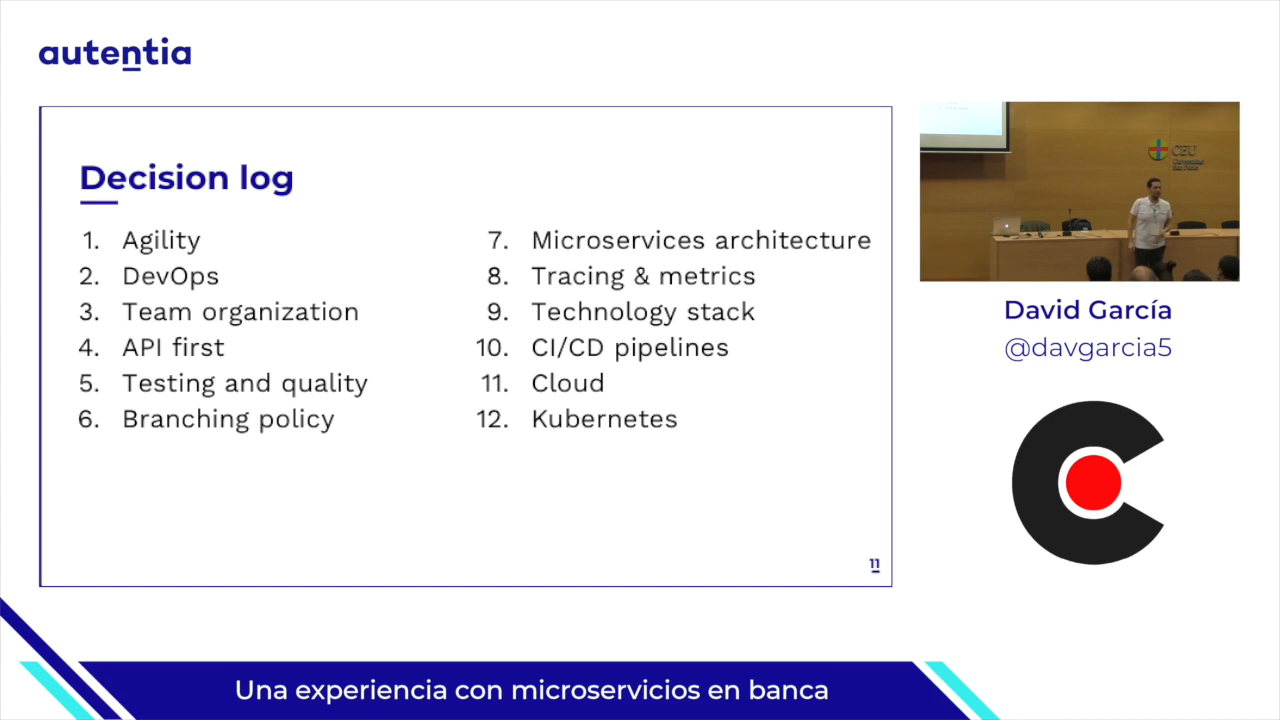 autentia
Decision log
1. Agility
2. DevOps
3. Team organization
4. API first
5. Testing and quality
6. Branching policy
7. Microservices architecture
8. Tracing & metrics
9. Technology stack
10. CI/CD pipelines
11. Cloud
12. Kubernetes
11
CEU
David García
@davgarcia5
Una experiencia con microservicios en banca